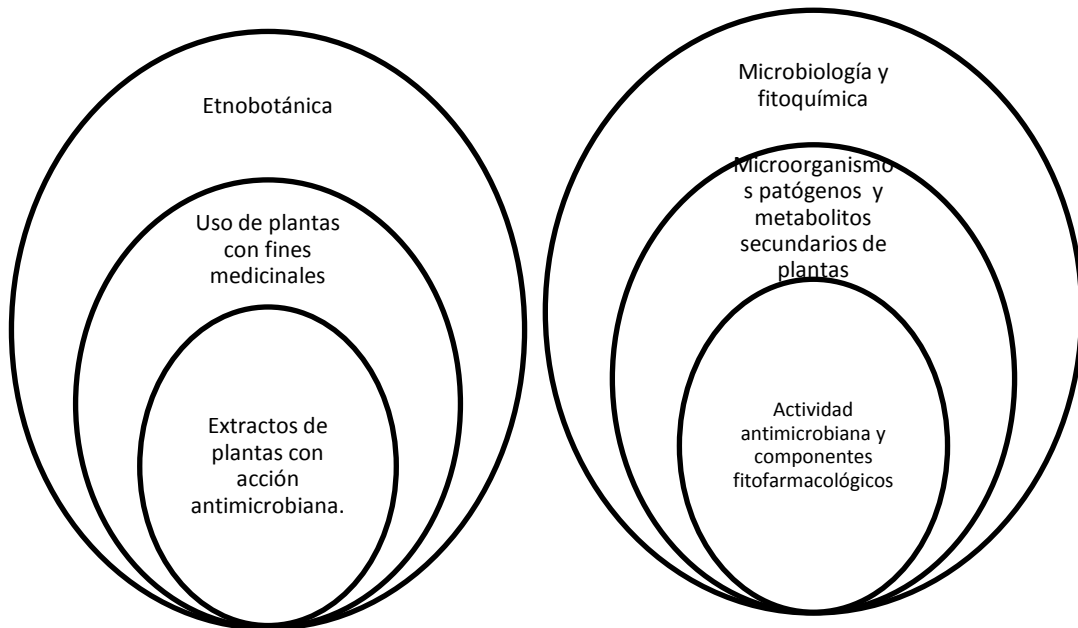 Etnobotánica
Uso de plantas
con fines
medicinales
Extractos de
plantas con
acción
antimicrobiana.
Microbiología y
fitoquímica
Microorganismo
s patógenos y
metabolitos
secundarios de
plantas
Actividad
antimicrobiana y
componentes
fitofarmacológicos